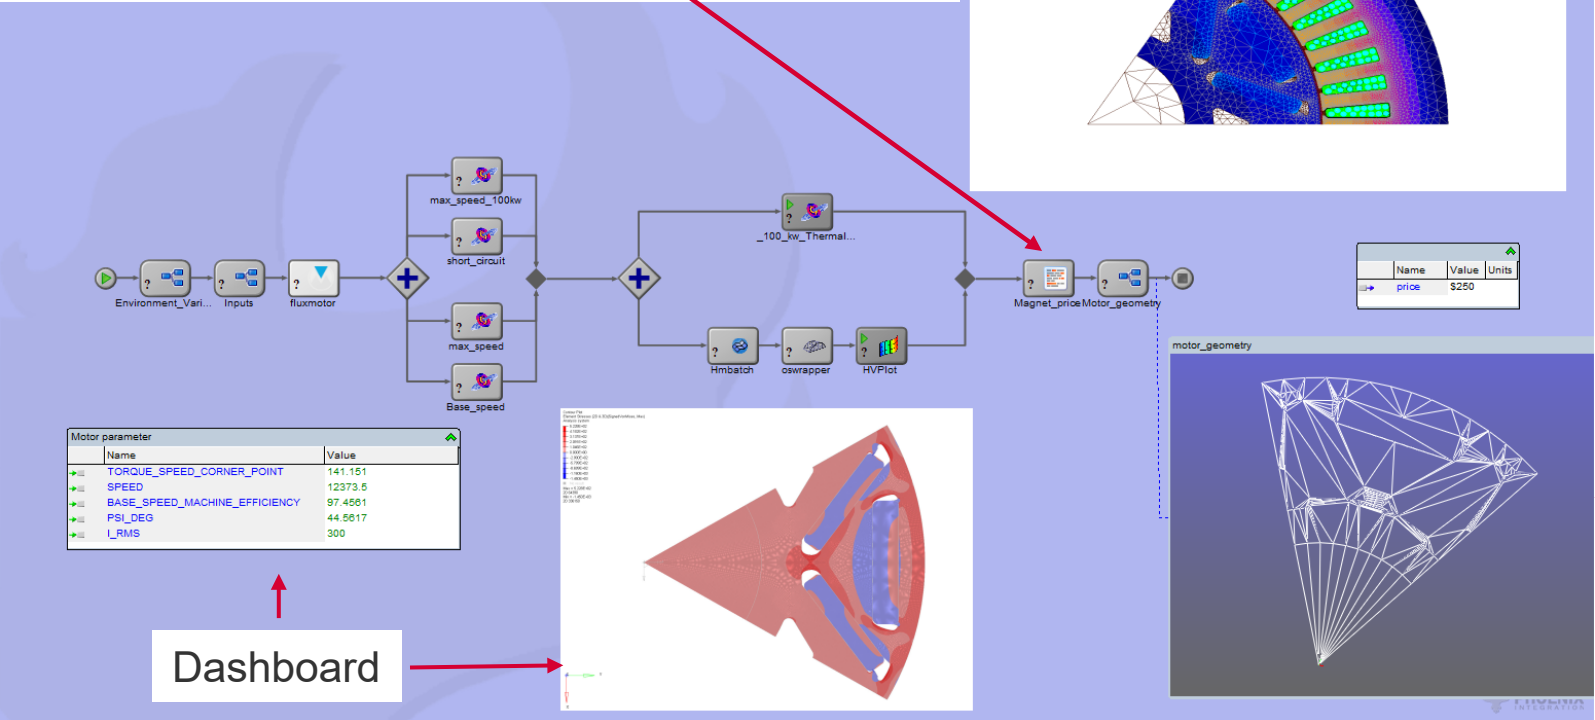 max_speed_100kw
short_circuit
_100_kw_Thermal...
Environment_Vari...
Inputs
fluxmotor
max_speed
Base_speed
Hmbatch
oswrapper
HVPlot
Magnet_price
Motor_geometry
Name Value Units
price $250
motor_geometry
Motor parameter
Name Value
TORQUE_SPEED_CORNER_POINT 141.151
SPEED 12373.5
BASE_SPEED_MACHINE_EFFICIENCY 97.4561
PSI_DEG 44.5617
I_RMS 300
Dashboard
PHOENIX
INTEGRATION